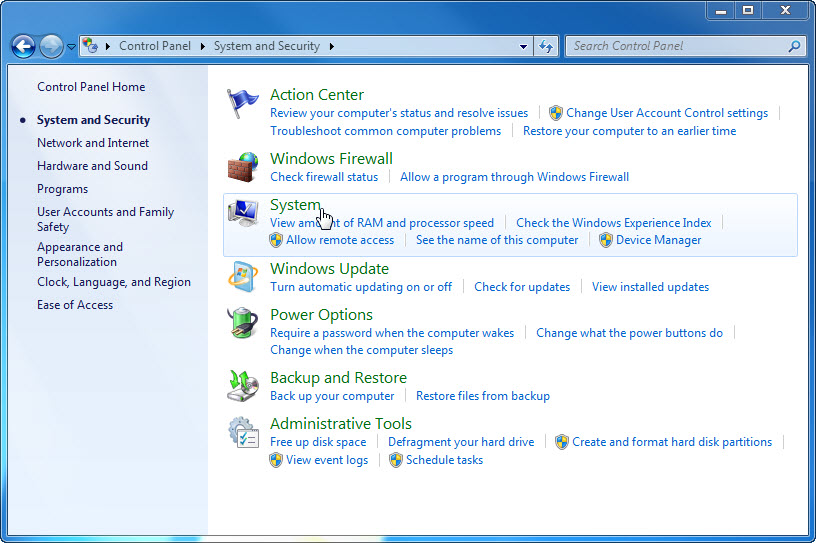 Control Panel System and Security Search Control Panel
Control Panel Home
System and Security
Network and Internet
Hardware and Sound
Programs
User Accounts and Family
Safety
Appearance and
Personalization
Clock, Language, and Region
Ease of Access
Action Center
Review your computer's status and resolve issues Change User Account Control settings
Troubleshoot common computer problems Restore your computer to an earlier time
Windows Firewall
Check firewall status Allow a program through Windows Firewall
System
View amount of RAM and processor speed Check the Windows Experience Index
Allow remote access See the name of this computer Device Manager
Windows Update
Turn automatic updating on or off Check for updates View installed updates
Power Options
Require a password when the computer wakes Change what the power buttons do
Change when the computer sleeps
Backup and Restore
Back up your computer Restore files from backup
Administrative Tools
Free up disk space Defragment your hard drive Create and format hard disk partitions
View event logs Schedule tasks